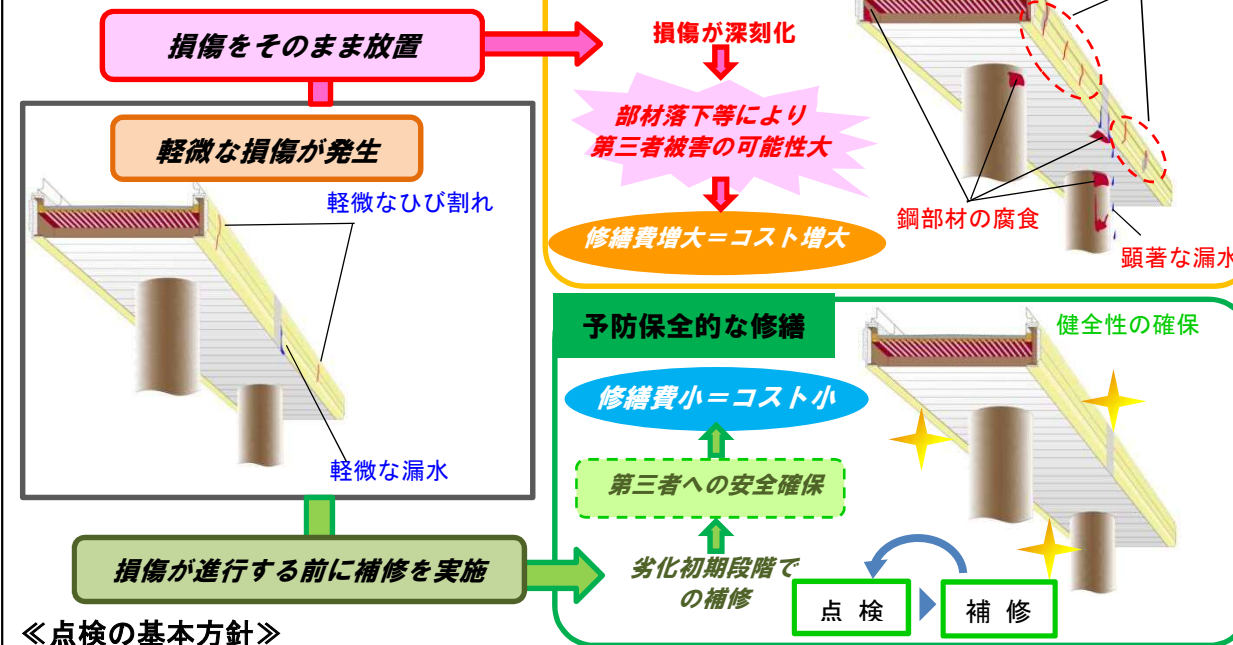 損傷をそのまま放置
損傷が深刻化
部材落下等により
第三者被害の可能性大
修繕費増大=コスト増大
鋼部材の腐食
顕著な漏水
軽微な損傷が発生
軽微なひび割れ
軽微な漏水
損傷が進行する前に補修を実施
予防保全的な修繕
健全性の確保
修繕費小=コスト小
第三者への安全確保
劣化初期段階で
の補修
点 検
補 修
≪点検の基本方針≫